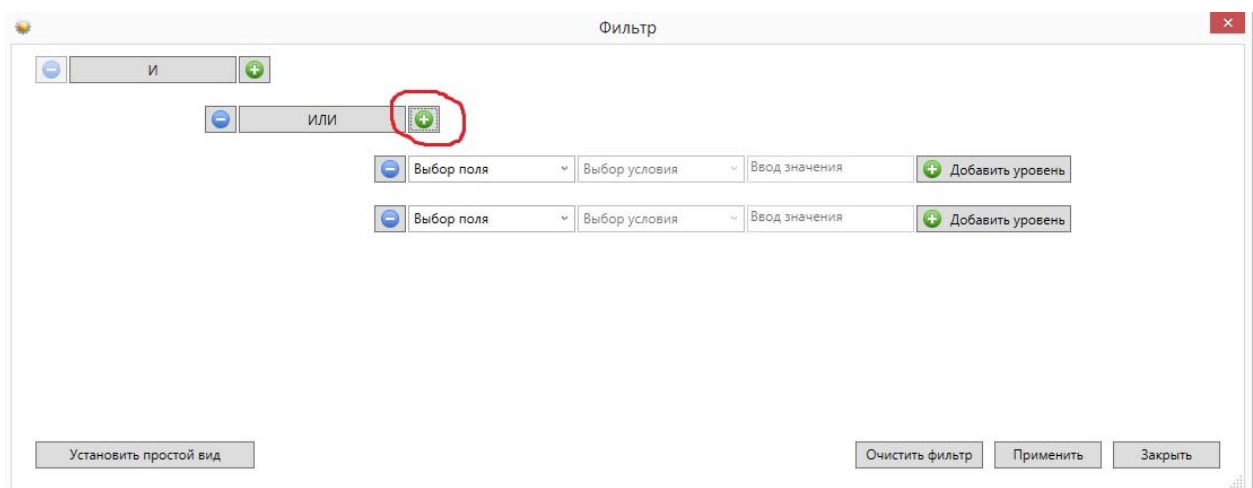 Фильтр
И
ИЛИ
Выбор поля Выбор условия Ввод значения Добавить уровень
Выбор поля Выбор условия Ввод значения Добавить уровень
Установить простой вид Очистить фильтр Применить Закрыть